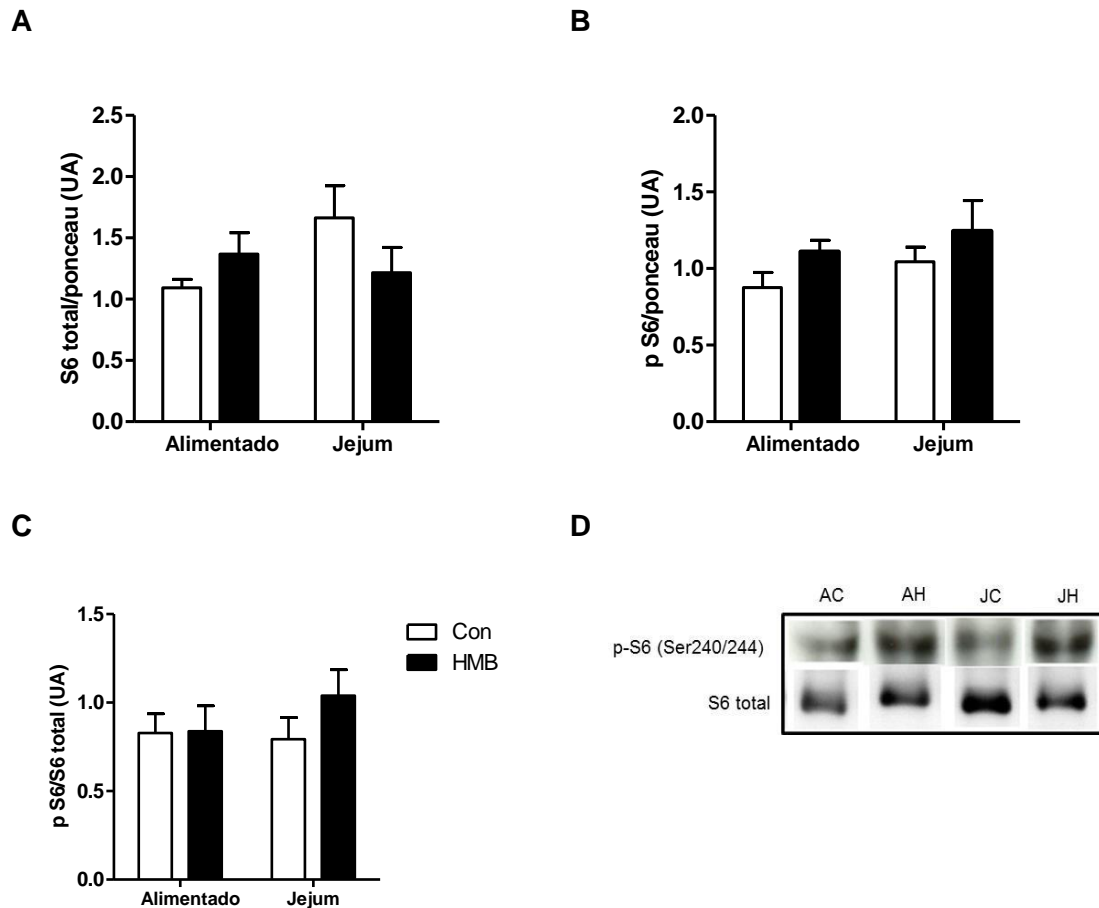 A
S6 total/ponceau (UA)
2.5
2.0
1.5
1.0
0.5
0.0
Alimentado Jejum
B
p S6/ponceau (UA)
2.0
1.5
1.0
0.5
0.0
Alimentado Jejum
C
p S6/S6 total (UA)
1.5
1.0
0.5
0.0
Alimentado Jejum
Con
HMB
D
AC AH JC JH
p-S6 (Ser240/244)
S6 total